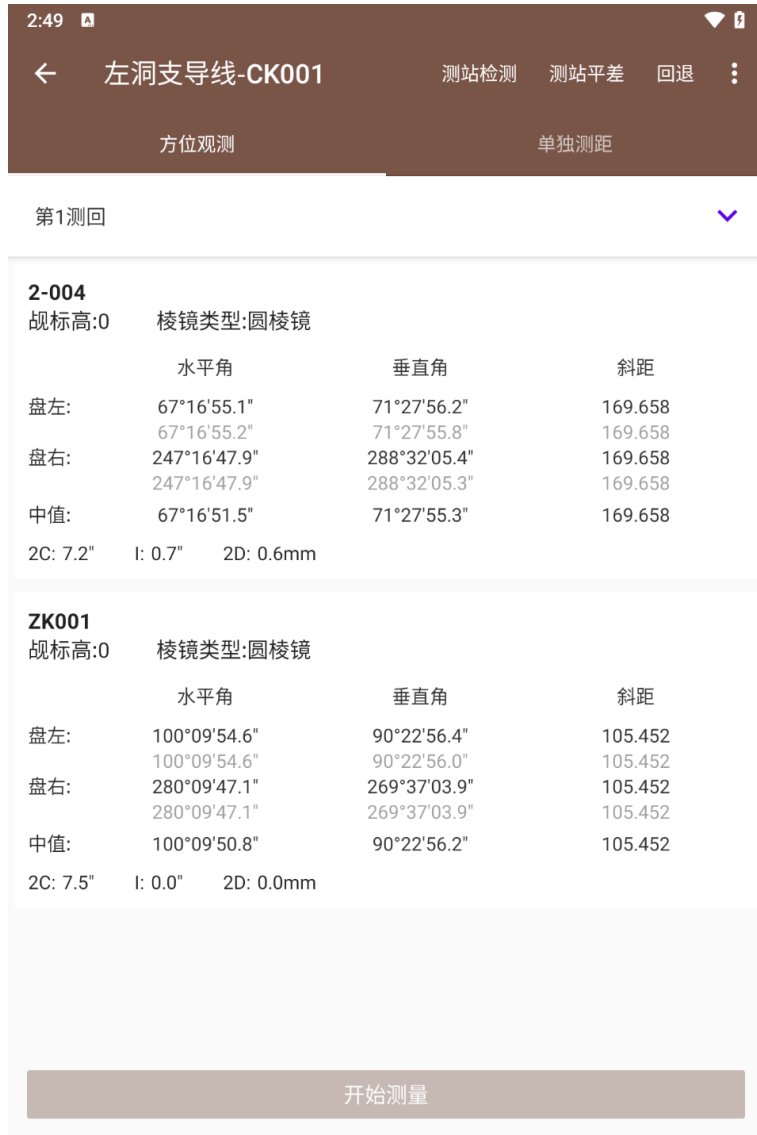 2:49 A
左洞支导线-CK001 测站检测 测站平差 回退
方位观测 单独测距
第1测回
2-004
觇标高:0 棱镜类型:圆棱镜
水平角 垂直角 斜距
盘左: 67°16'55.1" 71°27'56.2" 169.658
67°16'55.2" 71°27'55.8" 169.658
盘右: 247°16'47.9" 288°32'05.4" 169.658
247°16'47.9" 288°32'05.3" 169.658
中值: 67°16'51.5" 71°27'55.3" 169.658
2C: 7.2" I: 0.7" 2D: 0.6mm
ZK001
觇标高:0 棱镜类型:圆棱镜
水平角 垂直角 斜距
盘左: 100°09'54.6" 90°22'56.4" 105.452
100°09'54.6" 90°22'56.0" 105.452
盘右: 280°09'47.1" 269°37'03.9" 105.452
280°09'47.1" 269°37'03.9" 105.452
中值: 100°09'50.8" 90°22'56.2" 105.452
2C: 7.5" I: 0.0" 2D: 0.0mm
开始测量